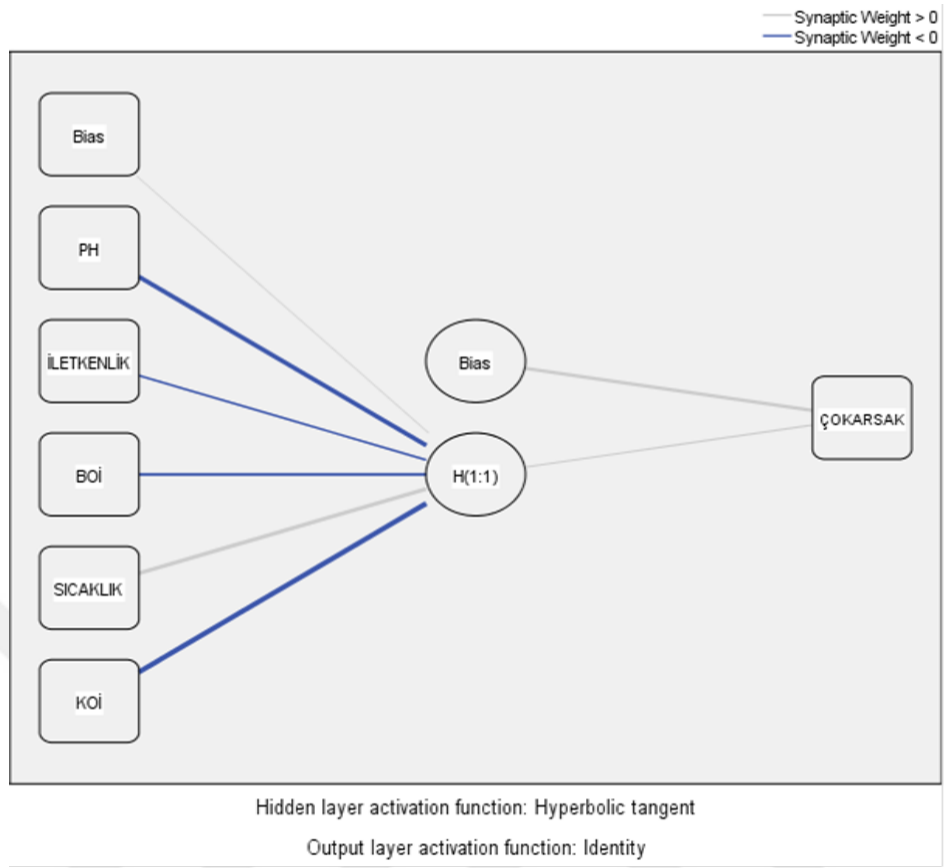 Synaptic Weight > 0
Synaptic Weight < 0
Bias
PH
İLETKENLİK
Bias
ÇOKARSAK
BOİ
H(1:1)
SICAKLIK
KOİ
Hidden layer activation function: Hyperbolic tangent
Output layer activation function: Identity